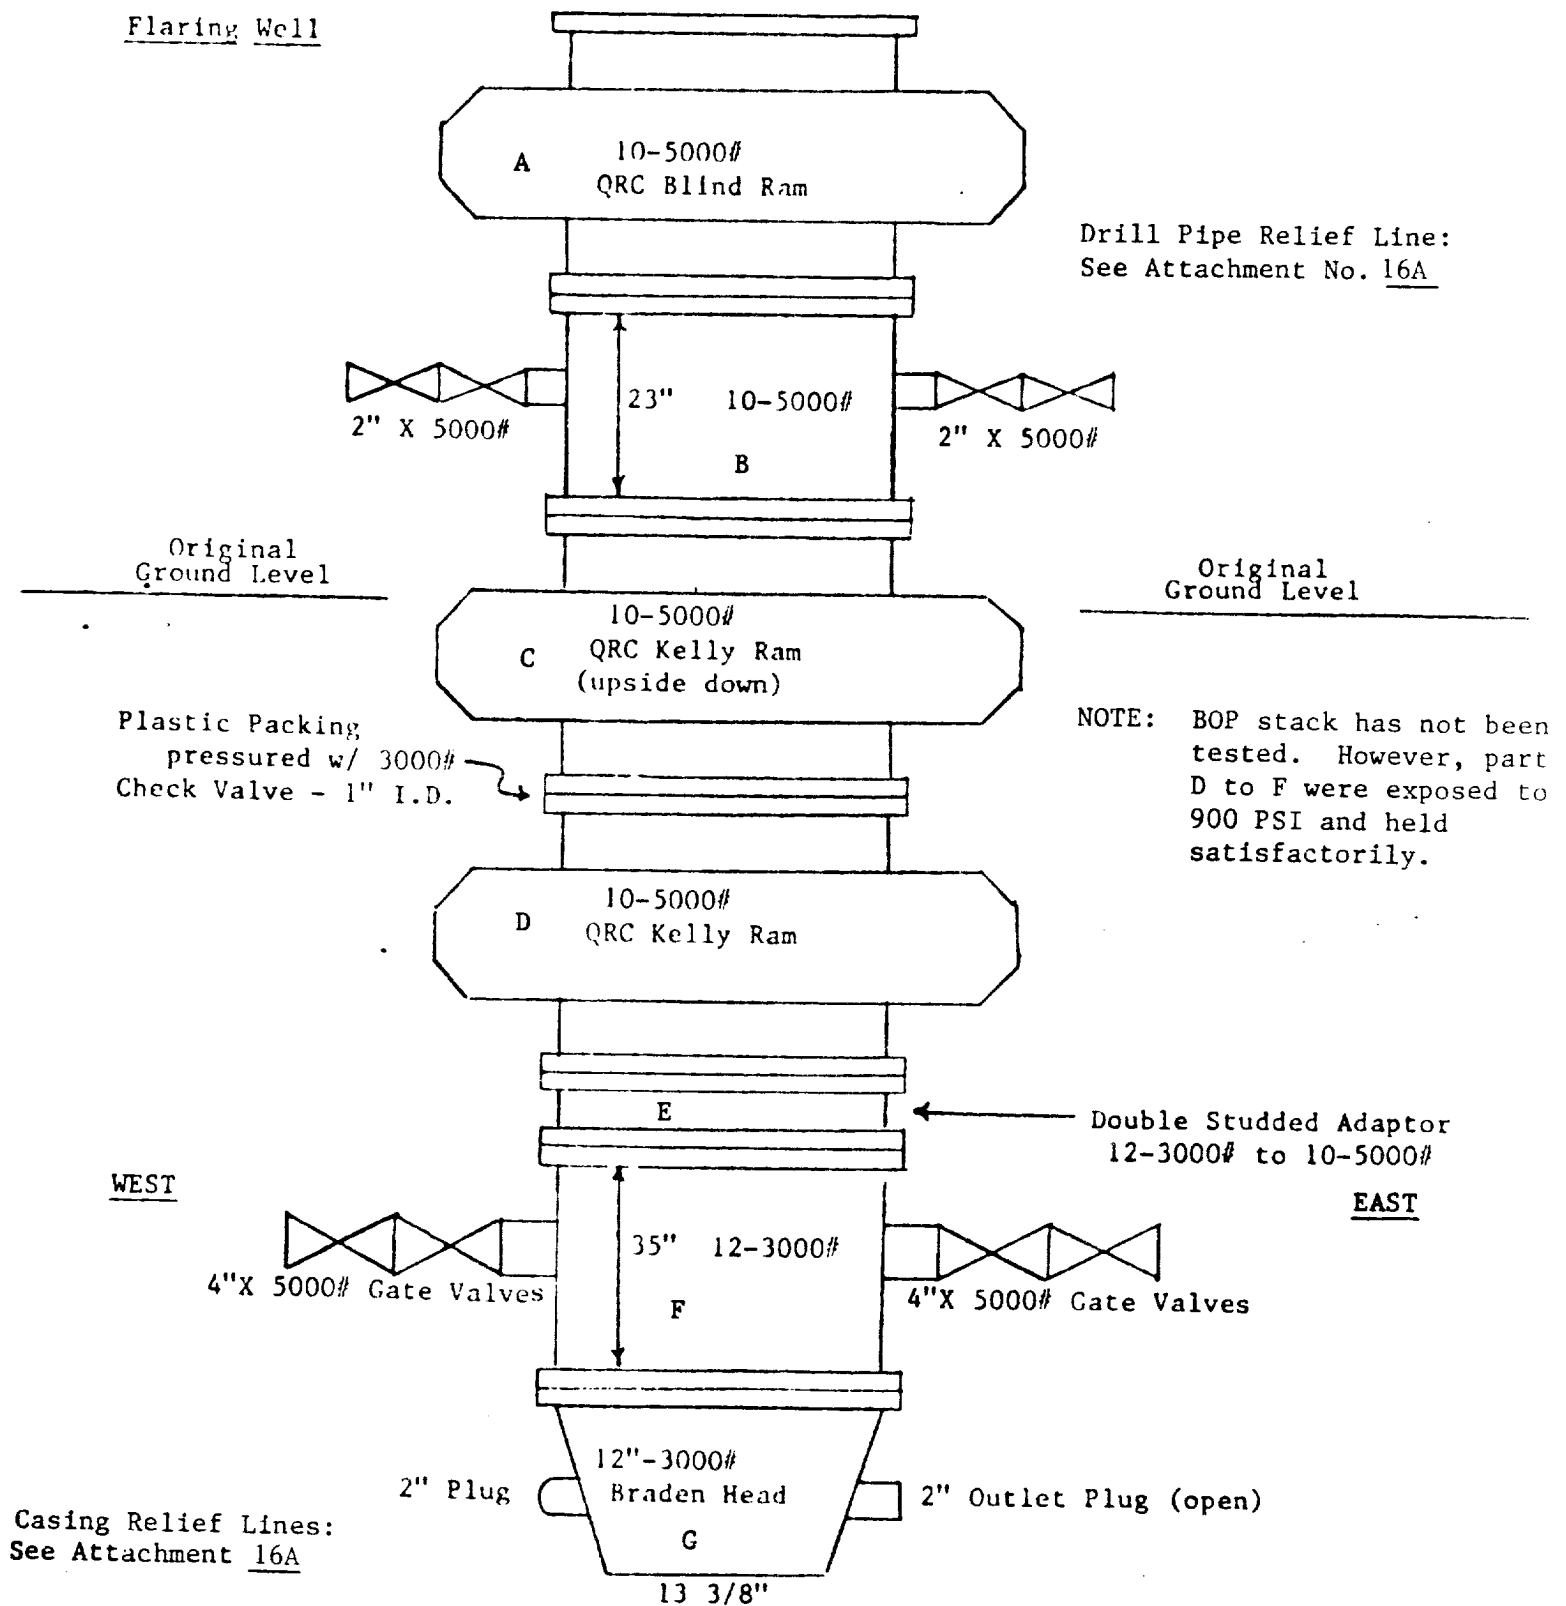 Flaring Well
A
10-5000#
QRC Blind Ram
Drill Pipe Relief Line:
See Attachment No. 16A
2" X 5000#
23"
10-5000#
B
2" X 5000#
Original
Ground Level
Original
Ground Level
10-5000#
C
QRC Kelly Ram
(upside down)
Plastic Packing
pressured w/ 3000#
Check Valve - 1" I.D.
NOTE: BOP stack has not been
tested. However, part
D to F were exposed to
900 PSI and held
satisfactorily.
10-5000#
D
QRC Kelly Ram
E
Double Studded Adaptor
12-3000# to 10-5000#
WEST
EAST
35"
12-3000#
4"X 5000# Gate Valves
F
4"X 5000# Gate Valves
12"-3000#
Braden Head
G
2" Plug
2" Outlet Plug (open)
Casing Relief Lines:
See Attachment 16A
13 3/8"